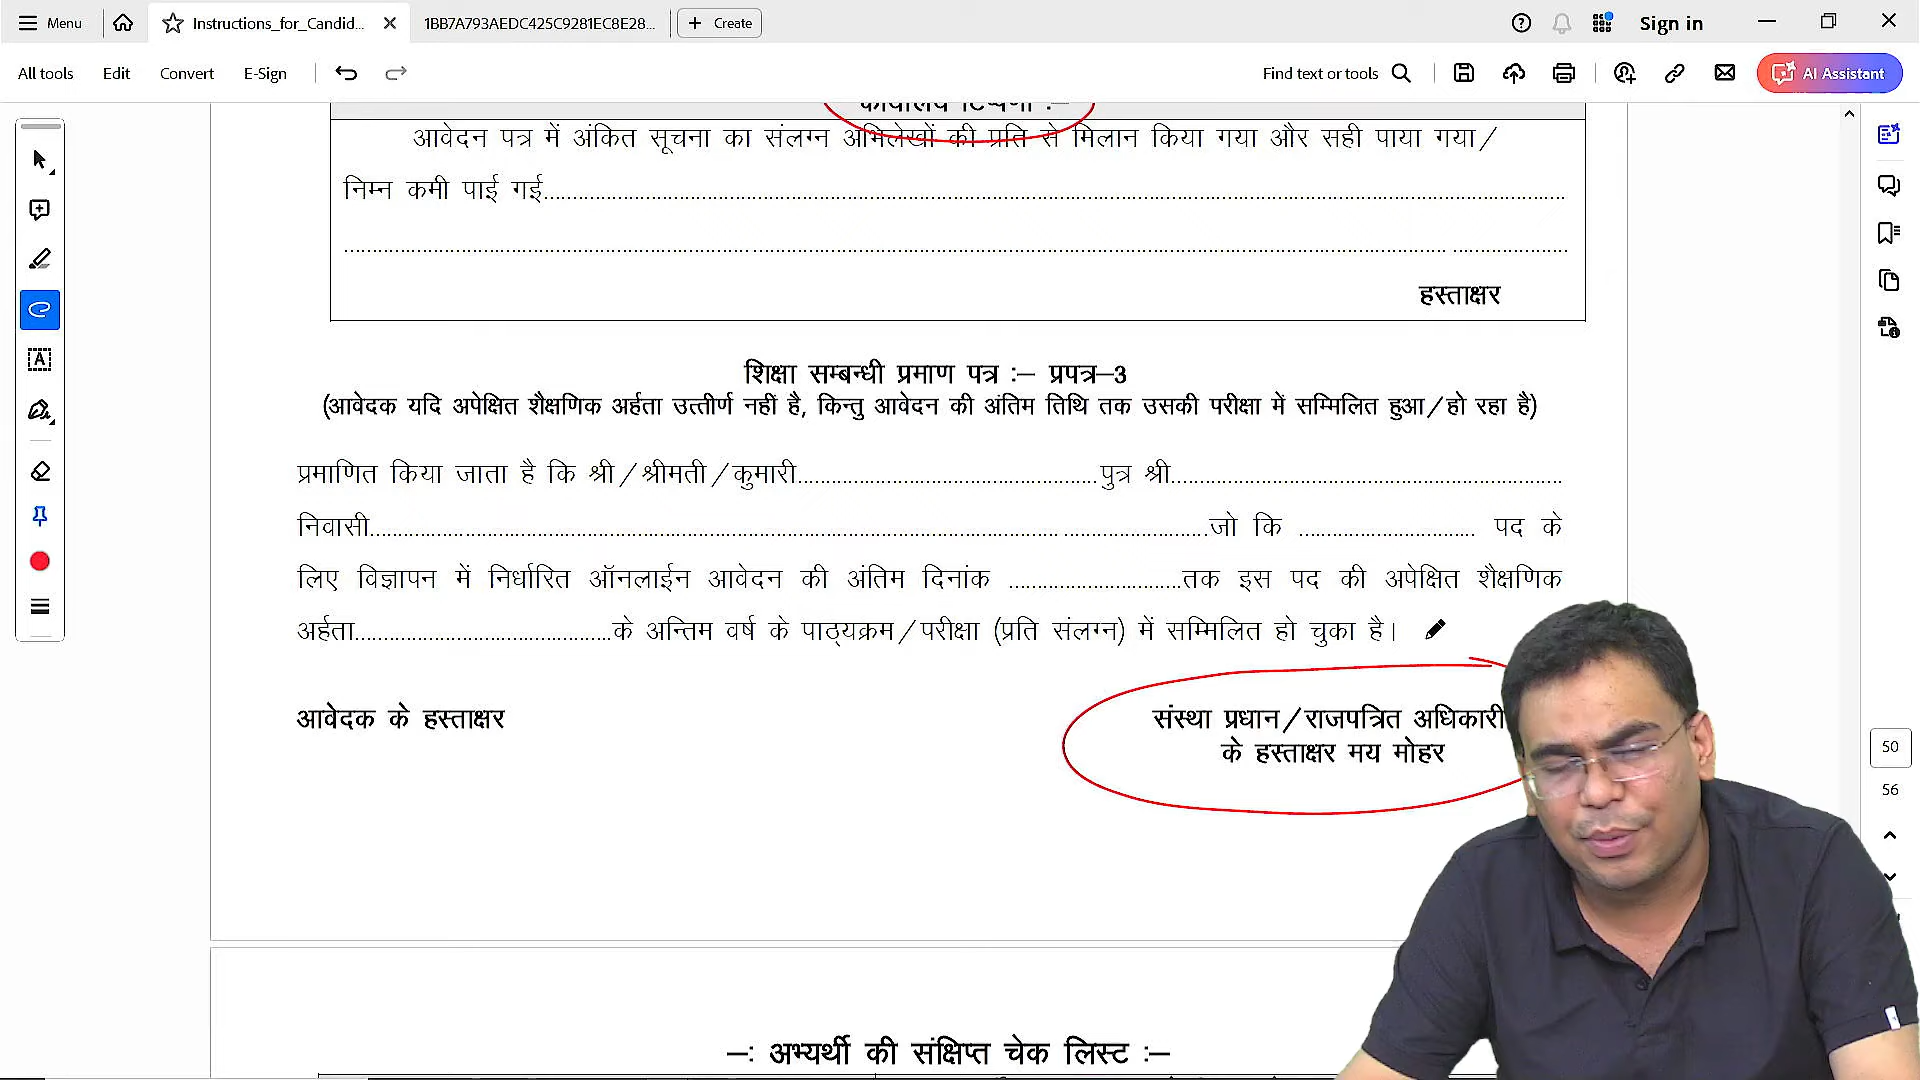 Menu
Instructions_for_Candid...
1BB7A793AEDC425C9281EC8E28...
Create
Sign in
All tools
Edit
Convert
E-Sign
Find text or tools
AI Assistant
कार्यालय टिप्पणी :–
आवेदन पत्र में अंकित सूचना का संलग्न अभिलेखों की प्रति से मिलान किया गया और सही पाया गया/
निम्न कमी पाई गई..........
..........
हस्ताक्षर
शिक्षा सम्बन्धी प्रमाण पत्र :– प्रपत्र–3
(आवेदक यदि अपेक्षित शैक्षणिक अर्हता उत्तीर्ण नहीं है, किन्तु आवेदन की अंतिम तिथि तक उसकी परीक्षा में सम्मिलित हुआ/हो रहा है)
प्रमाणित किया जाता है कि श्री/श्रीमती/कुमारी..........पुत्र श्री..........
निवासी..........जो कि .......... पद के
लिए विज्ञापन में निर्धारित ऑनलाईन आवेदन की अंतिम दिनांक ..........तक इस पद की अपेक्षित शैक्षणिक
अर्हता..........के अन्तिम वर्ष के पाठ्यक्रम/परीक्षा (प्रति संलग्न) में सम्मिलित हो चुका है।
आवेदक के हस्ताक्षर
संस्था प्रधान/राजपत्रित अधिकारी
के हस्ताक्षर मय मोहर
50
56
–: अभ्यर्थी की संक्षिप्त चेक लिस्ट :–